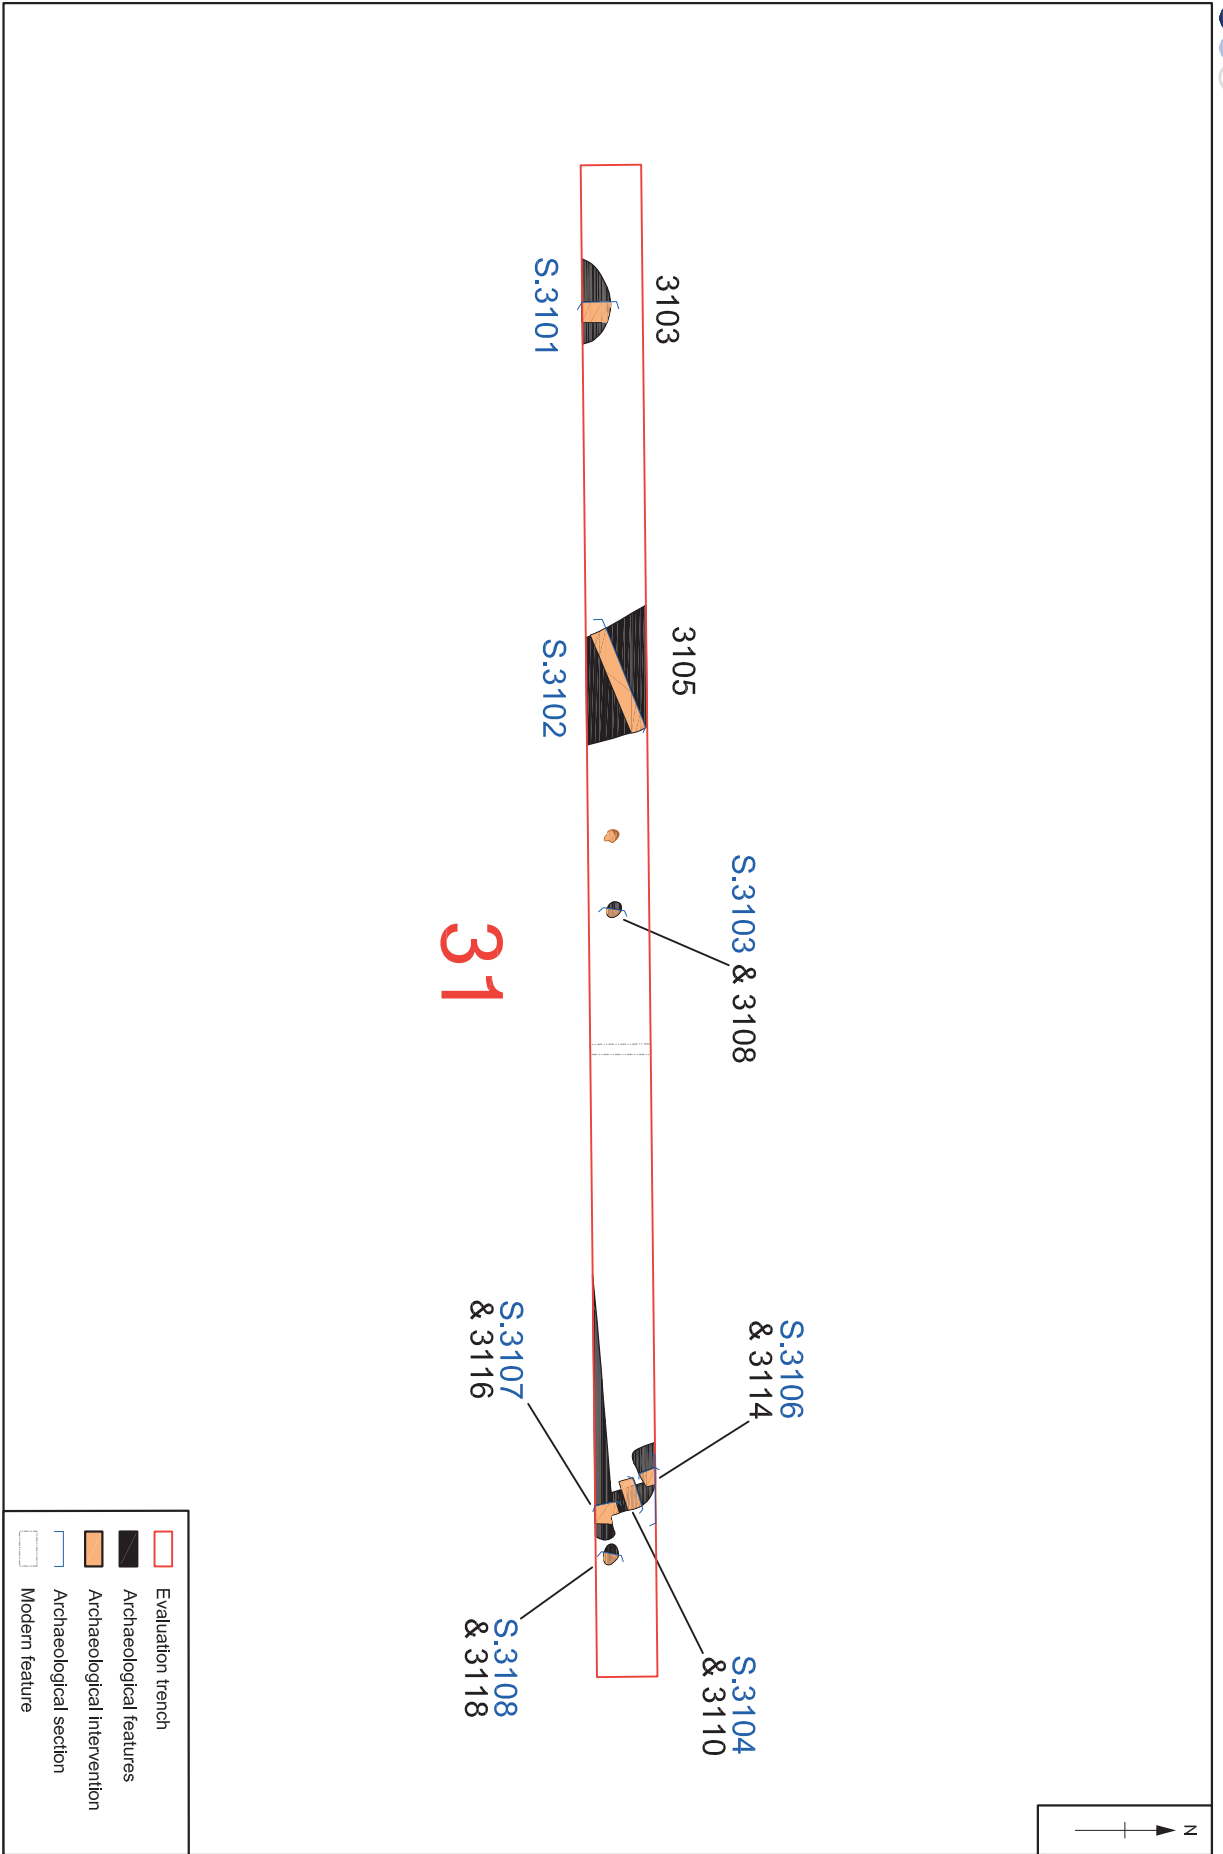 N
3103
S.3101
3105
S.3102
S.3103 & 3108
31
S.3106
& 3114
S.3107
& 3116
S.3104
& 3110
S.3108
& 3118
Evaluation trench
Archaeological features
Archaeological intervention
Archaeological section
Modern feature